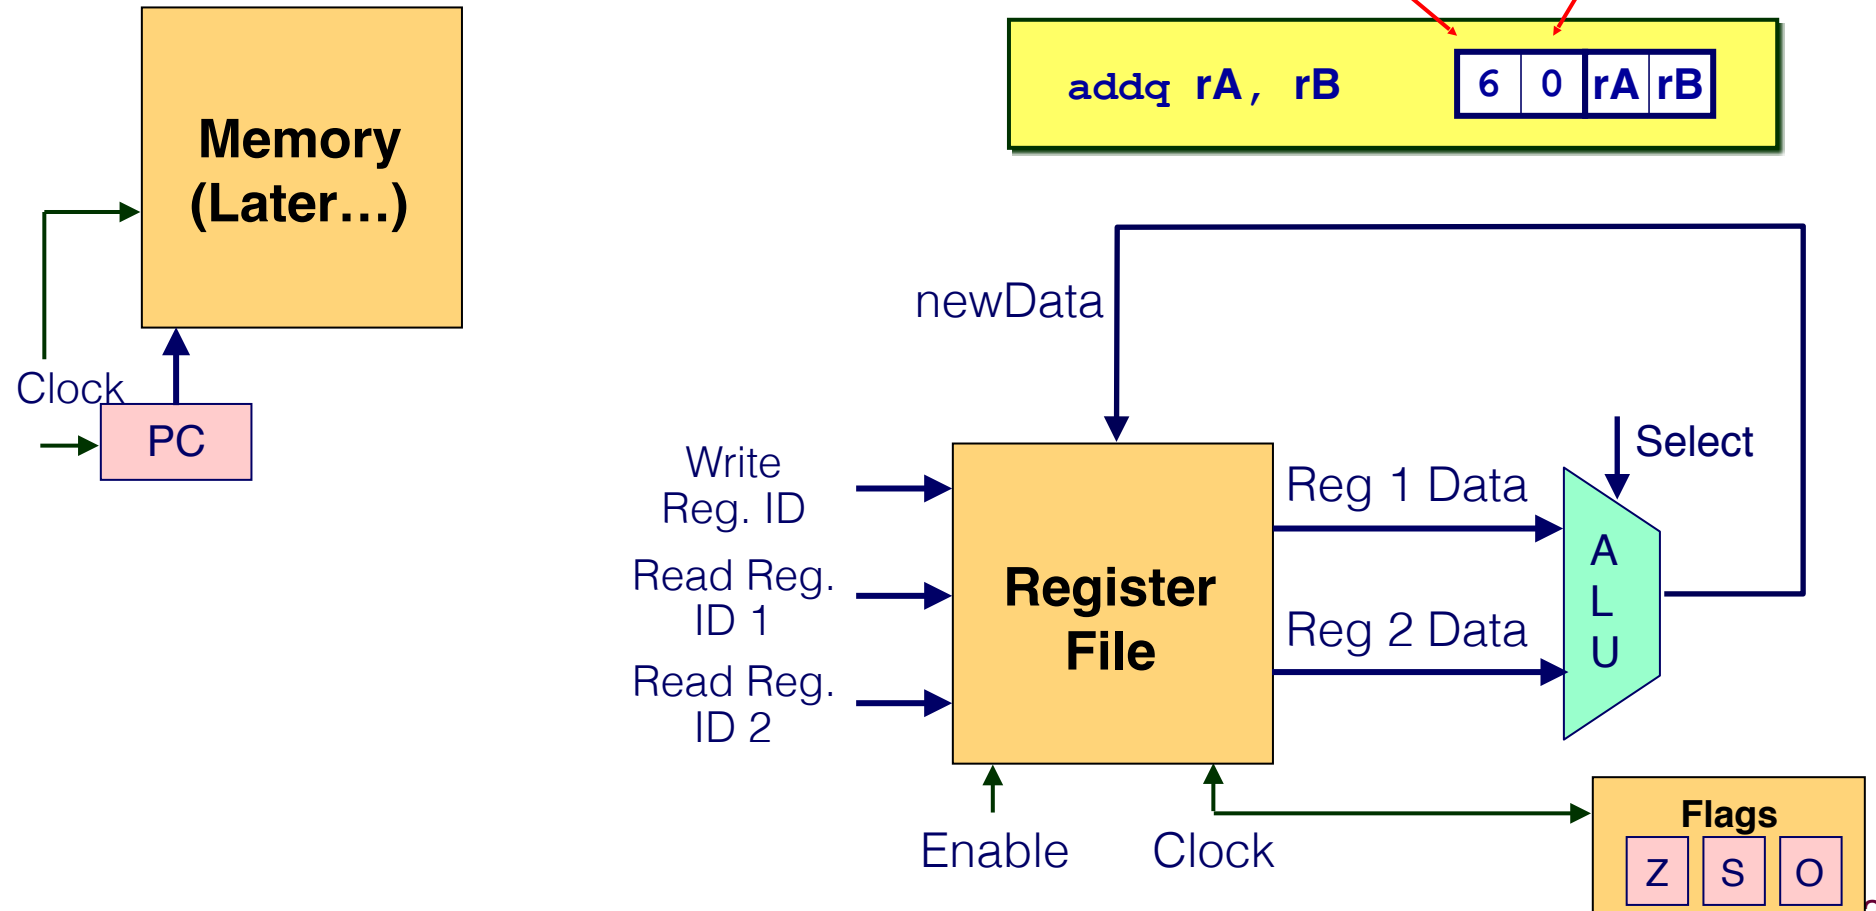 addq rA, rB 6 0 rA rB
Memory
(Later…)
newData
Clock
PC
Write
Reg. ID
Read Reg.
ID 1
Read Reg.
ID 2
Register
File
Reg 1 Data
Reg 2 Data
Select
A
L
U
Enable
Clock
Flags
Z S O